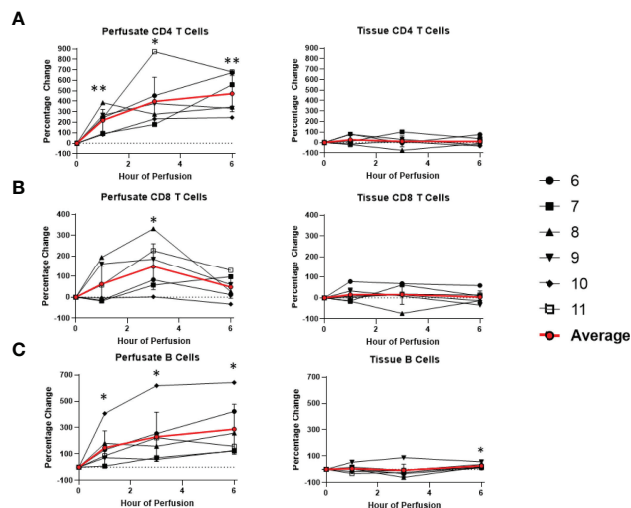 A
Perfusate CD4 T Cells
Tissue CD4 T Cells
Percentage Change
900
800
700
600
500
400
300
200
100
0
-100
** * **
0 2 4 6
Hour of Perfusion
Percentage Change
900
800
700
600
500
400
300
200
100
0
-100
0 2 4 6
Hour of Perfusion
B
Perfusate CD8 T Cells
Tissue CD8 T Cells
Percentage Change
400
300
200
100
0
-100
*
0 2 4 6
Hour of Perfusion
Percentage Change
400
300
200
100
0
-100
0 2 4 6
Hour of Perfusion
C
Perfusate B Cells
Tissue B Cells
Percentage Change
700
500
300
100
-100
* * *
0 2 4 6
Hour of Perfusion
Percentage Change
700
500
300
100
-100
*
0 2 4 6
Hour of Perfusion
6
7
8
9
10
11
Average